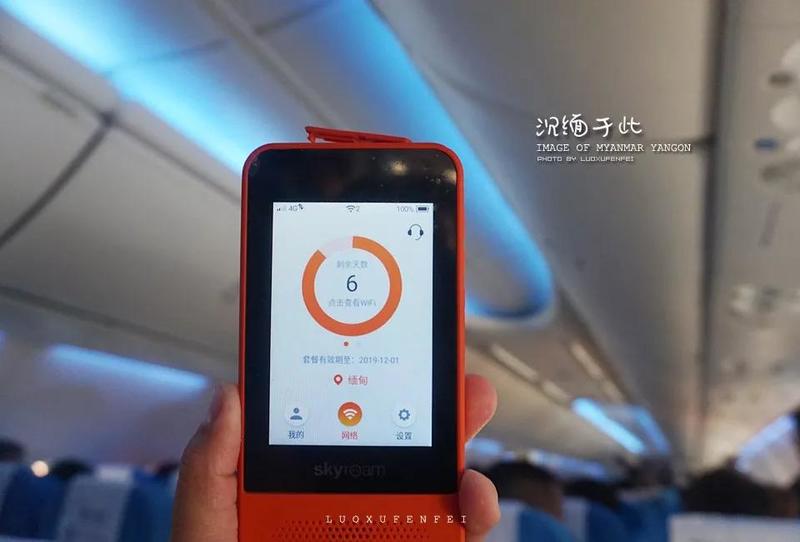 沉缅于此
IMAGE OF MYANMAR YANGON
PHOTO BY LUOXUFENFEI
4G
2
100%
剩余天数
6
点击查看WiFi
套餐有效期至：2019-12-01
缅甸
我的
网络
设置
skyroam
LUOXUFENFEI